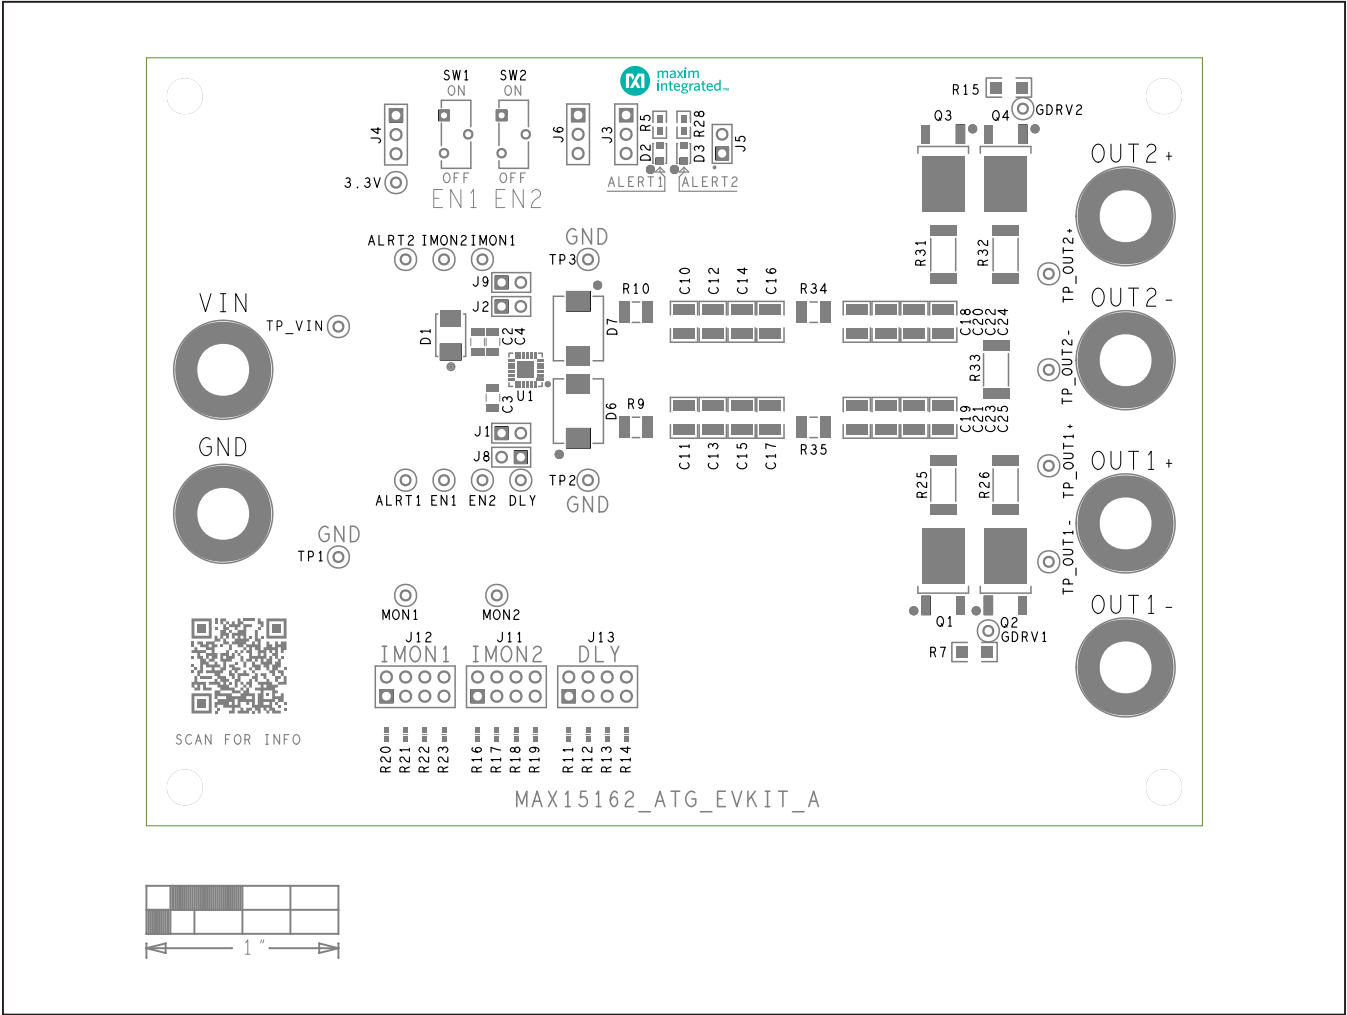 maxim
integrated™
SW1
ON
SW2
ON
J4
J6
J3
R5
R28
D2
D3
J5
OFF
OFF
EN1
EN2
3.3V
ALERT1
ALERT2
R15
GDRV2
Q3
Q4
OUT2+
R31
R32
TP_OUT2+
ALRT2
IMON2
IMON1
GND
TP3
J9
J2
VIN
TP_VIN
D1
C2
C4
U1
C3
D7
D6
R10
C10
C12
C14
C16
R34
C18
C20
C22
C24
R33
OUT2-
TP_OUT2-
J1
J8
R9
C11
C13
C15
C17
R35
C19
C21
C23
C25
GND
ALRT1
EN1
EN2
DLY
TP2
GND
R25
R26
TP_OUT1+
OUT1+
GND
TP1
TP_OUT1-
MON1
MON2
Q1
Q2
GDRV1
R7
OUT1-
J12
IMON1
J11
IMON2
J13
DLY
SCAN FOR INFO
R20
R21
R22
R23
R16
R17
R18
R19
R11
R12
R13
R14
MAX15162_ATG_EVKIT_A
1"